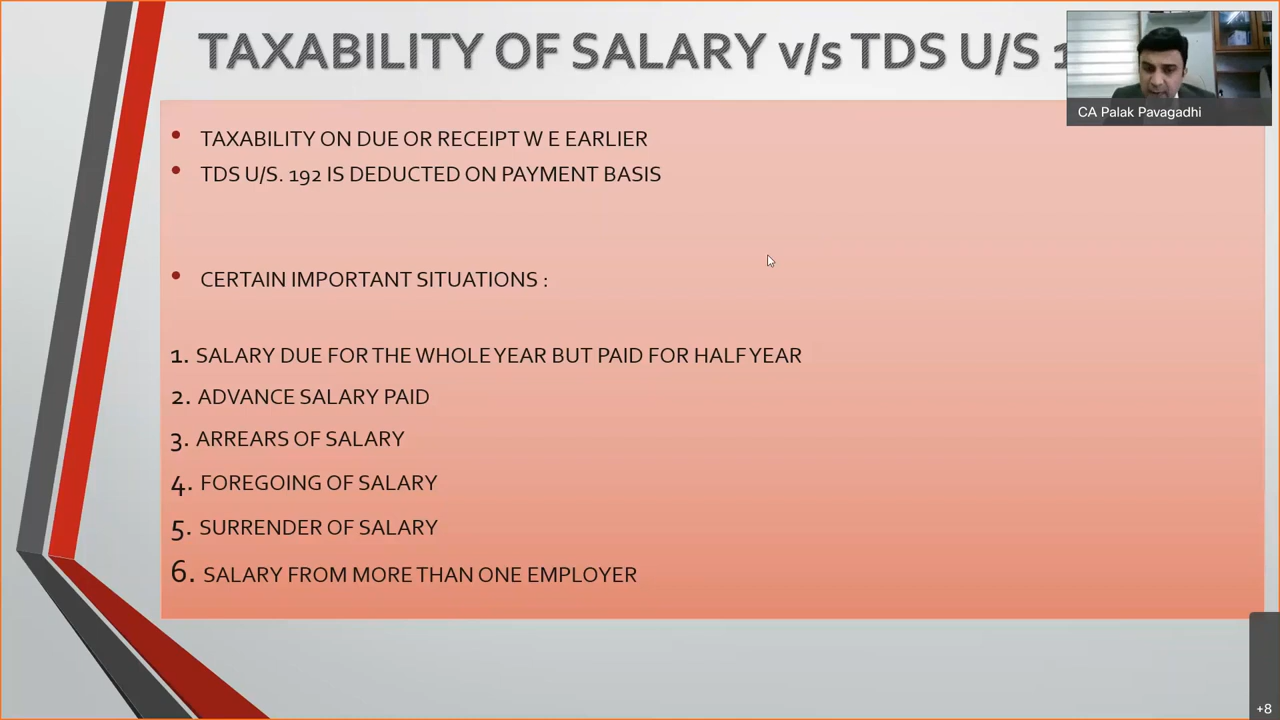 TAXABILITY OF SALARY v/s TDS U/S
CA Palak Pavagadhi
• TAXABILITY ON DUE OR RECEIPT W E EARLIER
• TDS U/S. 192 IS DEDUCTED ON PAYMENT BASIS
• CERTAIN IMPORTANT SITUATIONS :
1. SALARY DUE FOR THE WHOLE YEAR BUT PAID FOR HALF YEAR
2. ADVANCE SALARY PAID
3. ARREARS OF SALARY
4. FOREGOING OF SALARY
5. SURRENDER OF SALARY
6. SALARY FROM MORE THAN ONE EMPLOYER
+8